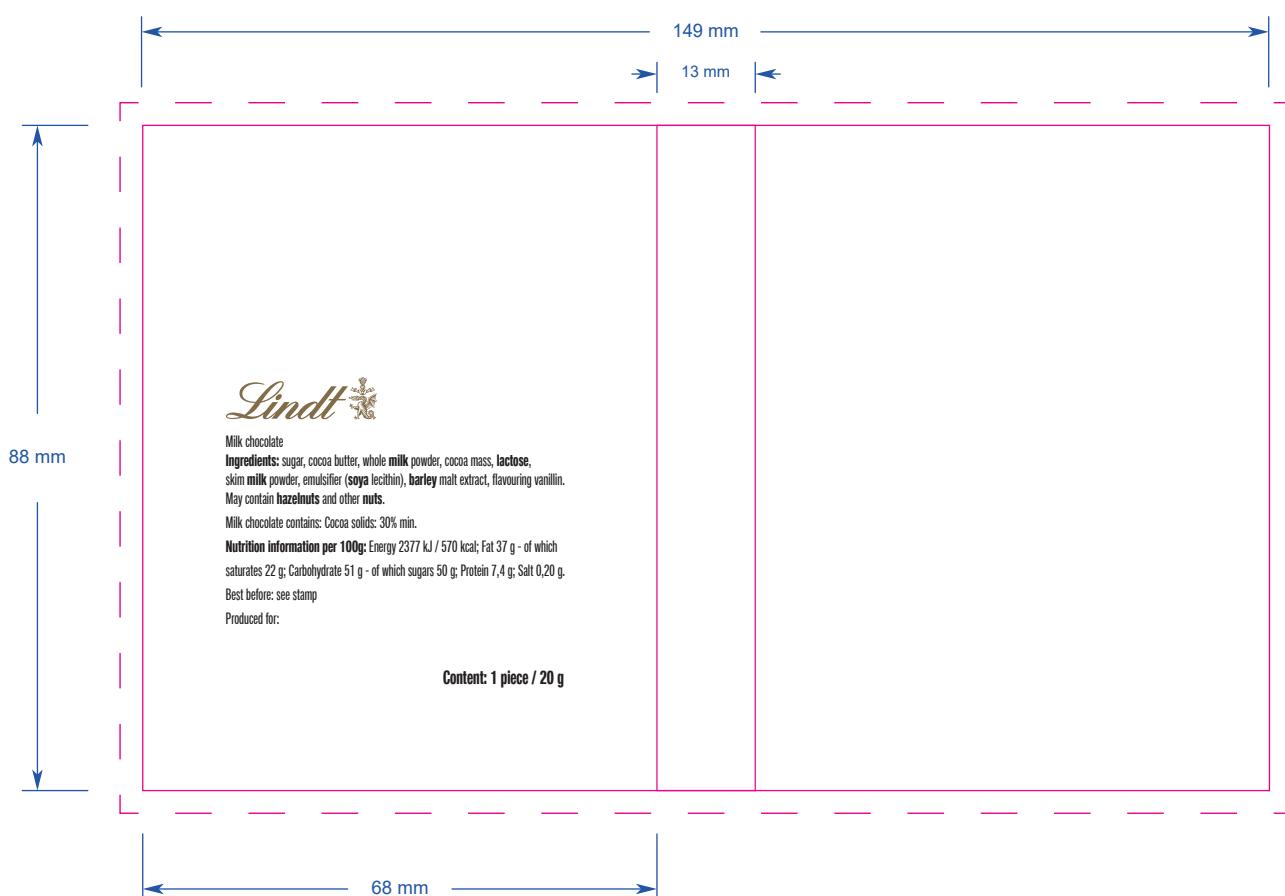 149 mm
13 mm
88 mm
Lindt
Milk chocolate
Ingredients: sugar, cocoa butter, whole milk powder, cocoa mass, lactose,
skim milk powder, emulsifier (soya lecithin), barley malt extract, flavouring vanillin.
May contain hazelnuts and other nuts.
Milk chocolate contains: Cocoa solids: 30% min.
Nutrition information per 100g: Energy 2377 kJ / 570 kcal; Fat 37 g - of which
saturates 22 g; Carbohydrate 51 g - of which sugars 50 g; Protein 7,4 g; Salt 0,20 g.
Best before: see stamp
Produced for:
Content: 1 piece / 20 g
68 mm